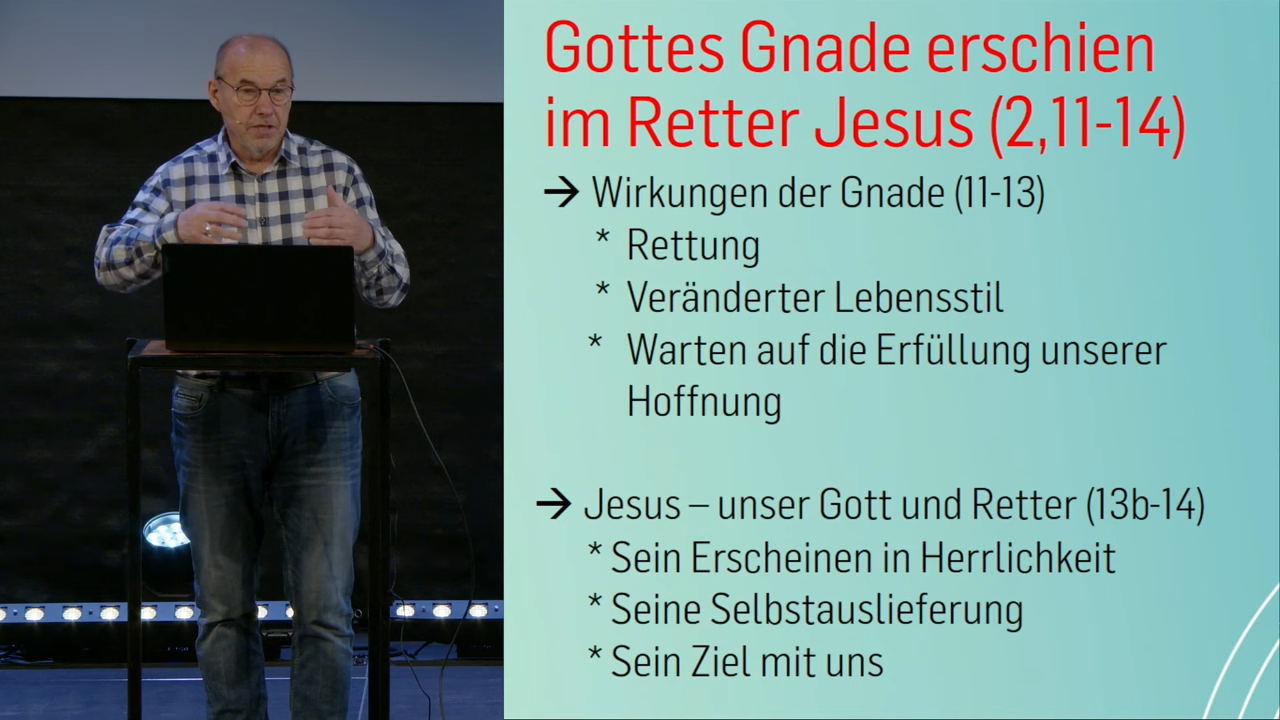 Gottes Gnade erschien
im Retter Jesus (2,11-14)
→ Wirkungen der Gnade (11-13)
* Rettung
* Veränderter Lebensstil
* Warten auf die Erfüllung unserer
Hoffnung
→ Jesus – unser Gott und Retter (13b-14)
* Sein Erscheinen in Herrlichkeit
* Seine Selbstauslieferung
* Sein Ziel mit uns